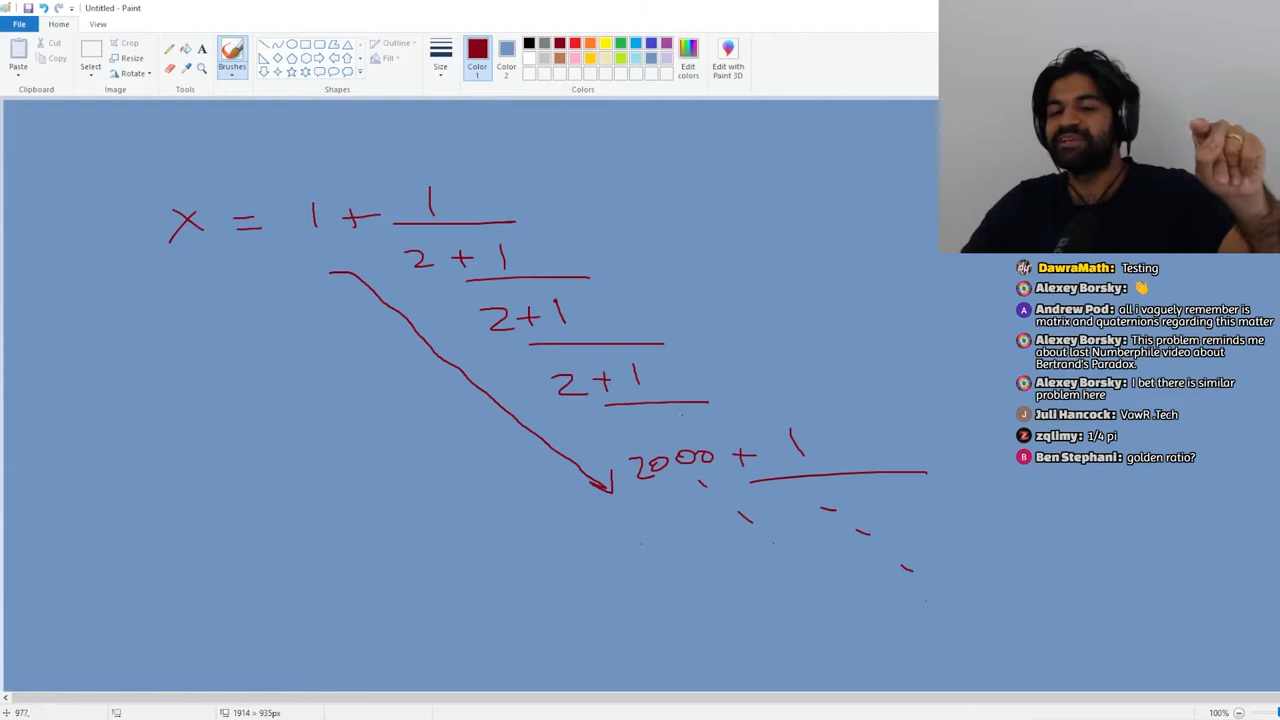 Untitled - Paint
File Home View
Paste
Cut
Copy
Clipboard
Select
Crop
Resize
Rotate
Image
A
Tools
Brushes
Outline
Fill
Shapes
Size
Color 1
Color 2
Edit colors
Colors
Edit with Paint 3D
x = 1 + 1
2 + 1
2 + 1
2 + 1
2000 + 1
DawraMath: Testing
Alexey Borsky: 👏
Andrew Pod: all i vaguely remember is
matrix and quaternions regarding this matter
Alexey Borsky: This problem reminds me
about last Numberphile video about
Bertrand's Paradox.
Alexey Borsky: I bet there is similar
problem here
J Juli Hancock: VawR .Tech
Z zqlimy: 1/4 pi
B Ben Stephani: golden ratio?
977,
1914 × 935px
100%